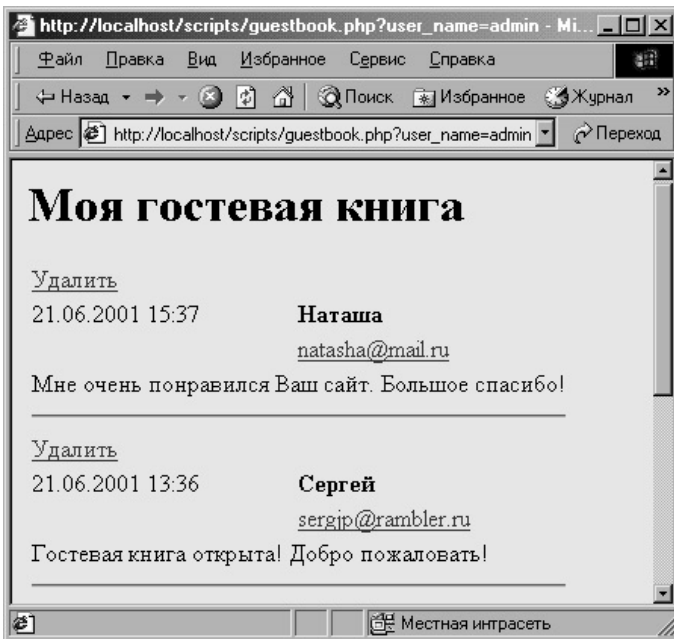 http://localhost/scripts/guestbook.php?user_name=admin - Mi...
Файл Правка Вид Избранное Сервис Справка
Назад Поиск Избранное Журнал »
Адрес http://localhost/scripts/guestbook.php?user_name=admin Переход
Моя гостевая книга
Удалить
21.06.2001 15:37 Наташа
natasha@mail.ru
Мне очень понравился Ваш сайт. Большое спасибо!
Удалить
21.06.2001 13:36 Сергей
sergjp@rambler.ru
Гостевая книга открыта! Добро пожаловать!
Местная интрасеть